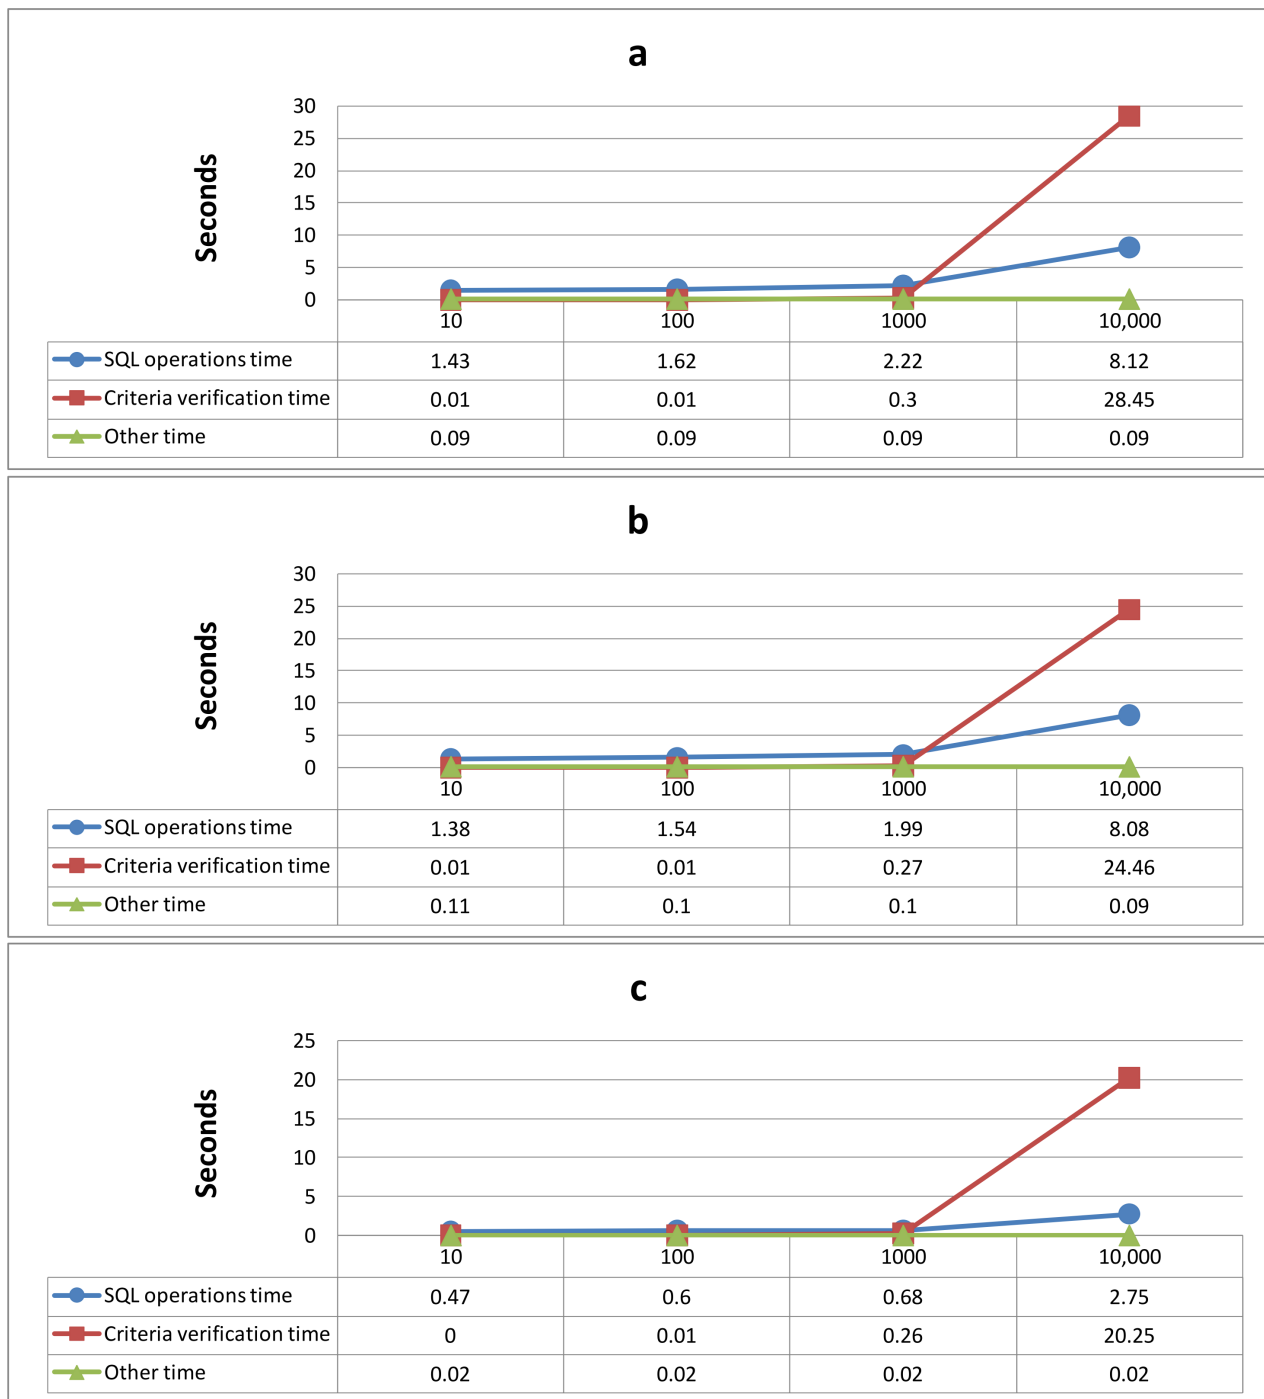 a
30
25
20
15
10
5
0
Seconds
10 100 1000 10,000
SQL operations time 1.43 1.62 2.22 8.12
Criteria verification time 0.01 0.01 0.3 28.45
Other time 0.09 0.09 0.09 0.09
b
30
25
20
15
10
5
0
Seconds
10 100 1000 10,000
SQL operations time 1.38 1.54 1.99 8.08
Criteria verification time 0.01 0.01 0.27 24.46
Other time 0.11 0.1 0.1 0.09
c
25
20
15
10
5
0
Seconds
10 100 1000 10,000
SQL operations time 0.47 0.6 0.68 2.75
Criteria verification time 0 0.01 0.26 20.25
Other time 0.02 0.02 0.02 0.02